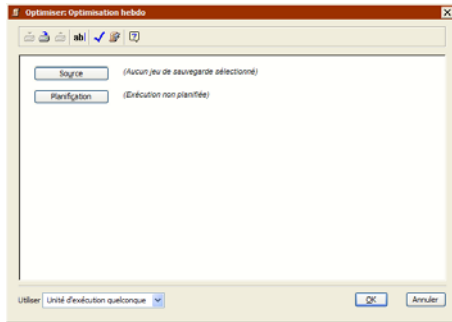 Optimiser: Optimisation hebdo
abl
Source (Aucun jeu de sauvegarde sélectionné)
Planification (Exécution non planifiée)
Utiliser Unité d'exécution quelconque OK Annuler